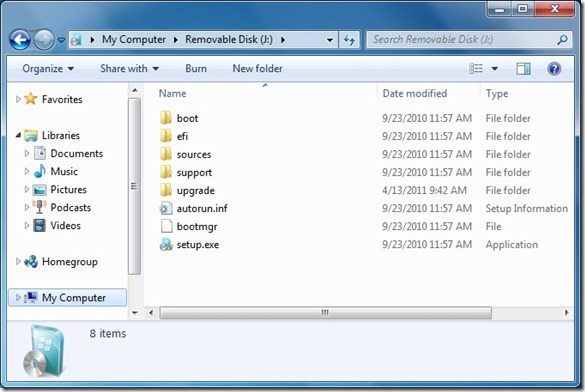 My Computer Removable Disk (J:) Search Removable Disk (J:)
Organize Share with Burn New folder
Favorites
Libraries
Documents
Music
Pictures
Podcasts
Videos
Homegroup
My Computer
Name Date modified Type
boot 9/23/2010 11:57 AM File folder
efi 9/23/2010 11:57 AM File folder
sources 9/23/2010 11:57 AM File folder
support 9/23/2010 11:57 AM File folder
upgrade 4/13/2011 9:42 AM File folder
autorun.inf 9/23/2010 11:57 AM Setup Information
bootmgr 9/23/2010 11:57 AM File
setup.exe 9/23/2010 11:57 AM Application
8 items